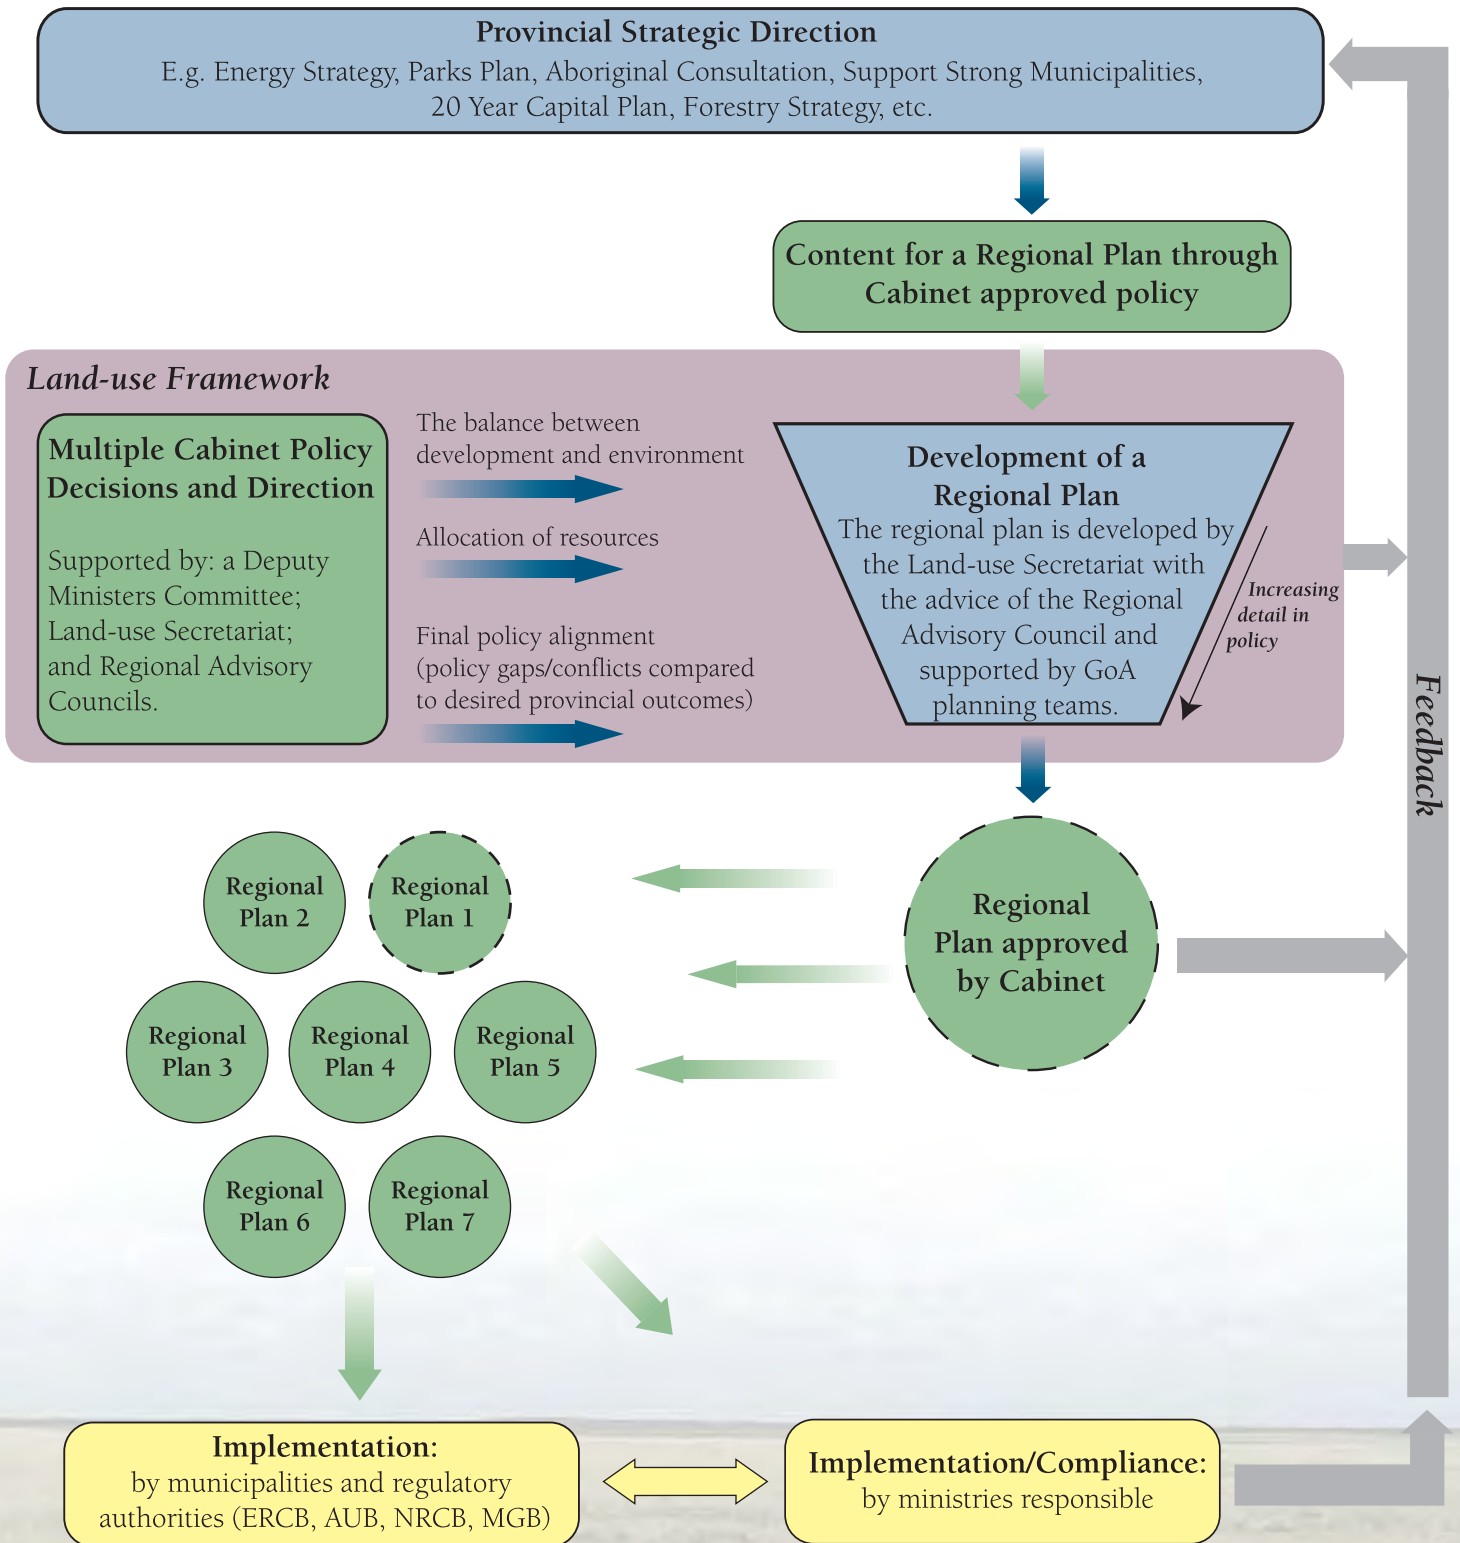 Provincial Strategic Direction
E.g. Energy Strategy, Parks Plan, Aboriginal Consultation, Support Strong Municipalities,
20 Year Capital Plan, Forestry Strategy, etc.
Content for a Regional Plan through
Cabinet approved policy
Land-use Framework
Multiple Cabinet Policy
Decisions and Direction
Supported by: a Deputy
Ministers Committee;
Land-use Secretariat;
and Regional Advisory
Councils.
The balance between
development and environment
Allocation of resources
Final policy alignment
(policy gaps/conflicts compared
to desired provincial outcomes)
Development of a
Regional Plan
The regional plan is developed by
the Land-use Secretariat with
the advice of the Regional
Advisory Council and
supported by GoA
planning teams.
Increasing
detail in
policy
Feedback
Regional
Plan approved
by Cabinet
Regional
Plan 2
Regional
Plan 1
Regional
Plan 3
Regional
Plan 4
Regional
Plan 5
Regional
Plan 6
Regional
Plan 7
Implementation:
by municipalities and regulatory
authorities (ERCB, AUB, NRCB, MGB)
Implementation/Compliance:
by ministries responsible